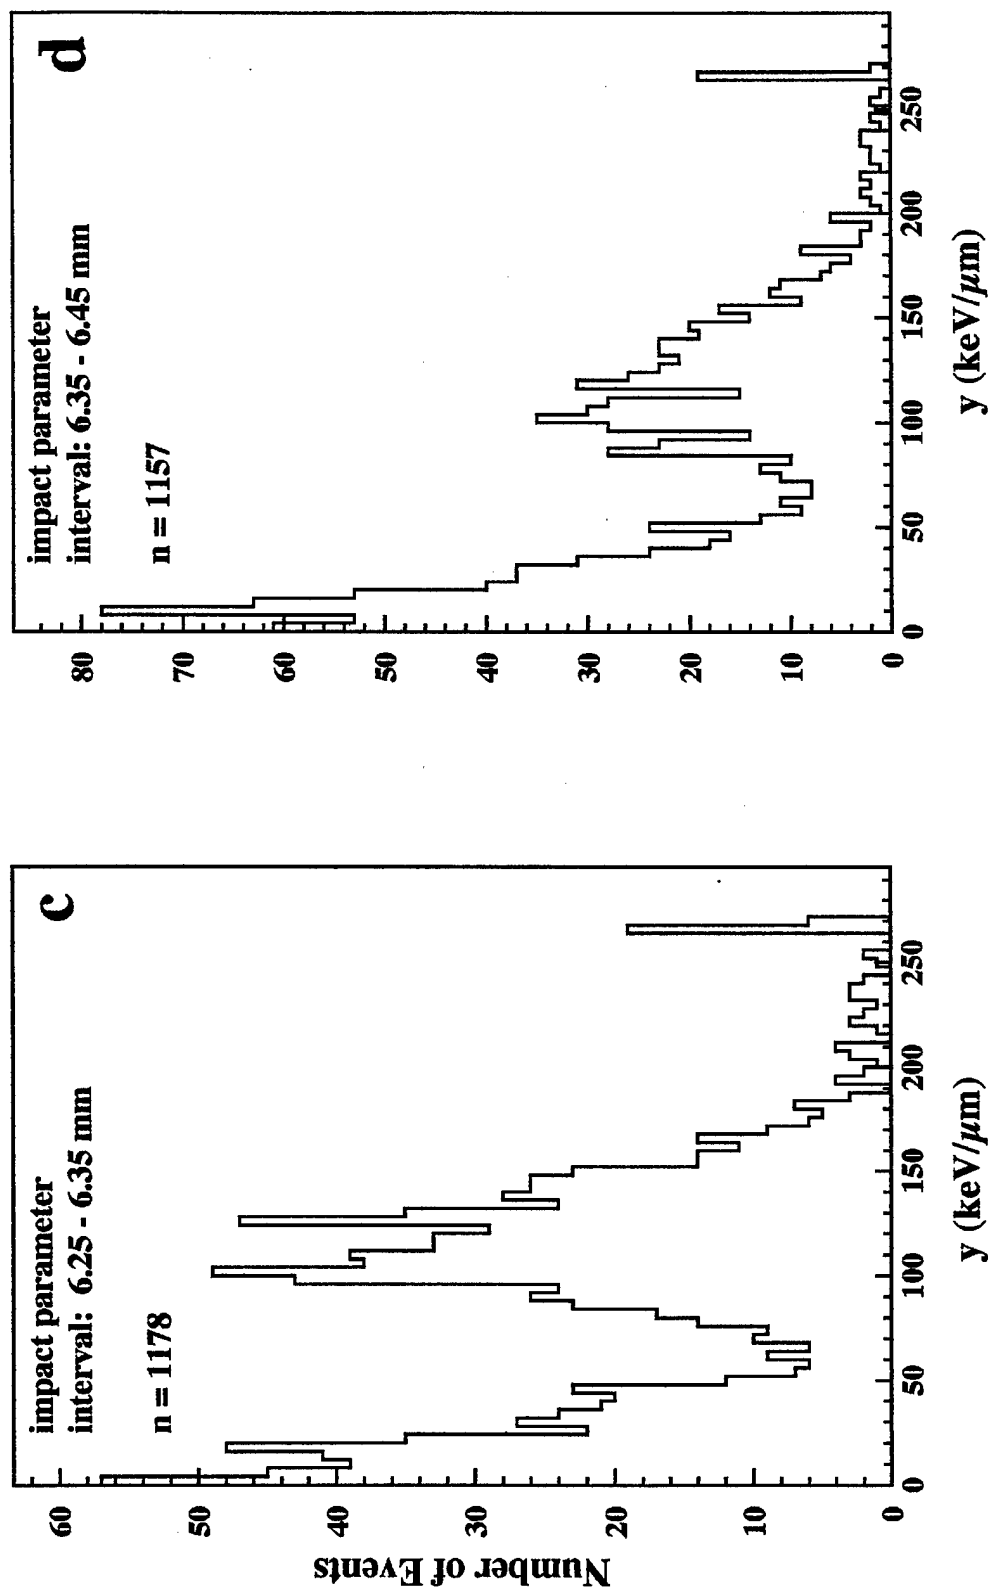 c
impact parameter
interval: 6.25 - 6.35 mm
n = 1178
Number of Events
60
50
40
30
20
10
0
0 50 100 150 200 250
y (keV/μm)
d
impact parameter
interval: 6.35 - 6.45 mm
n = 1157
80
70
60
50
40
30
20
10
0
0 50 100 150 200 250
y (keV/μm)